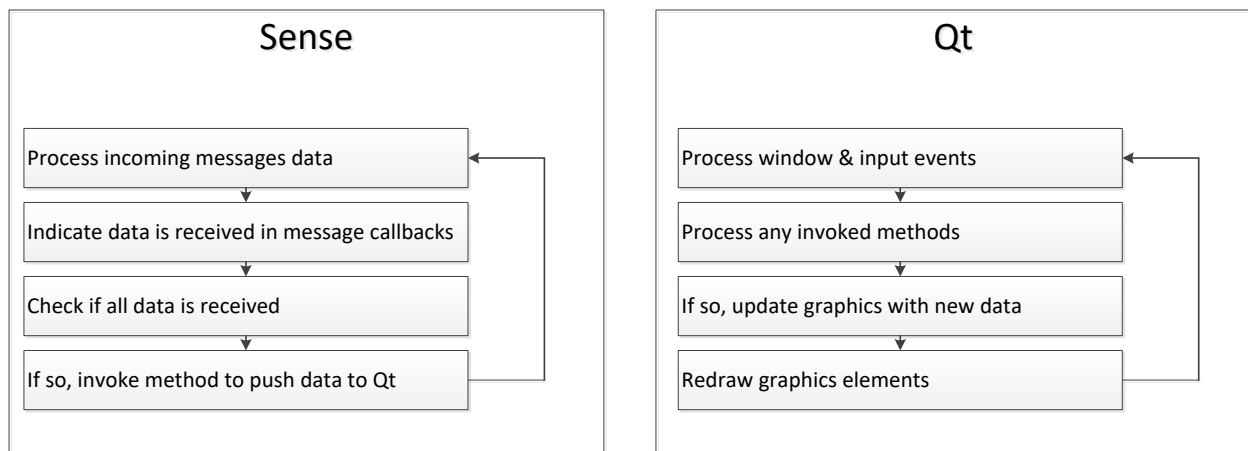 Sense
Process incoming messages data
Indicate data is received in message callbacks
Check if all data is received
If so, invoke method to push data to Qt
Qt
Process window & input events
Process any invoked methods
If so, update graphics with new data
Redraw graphics elements